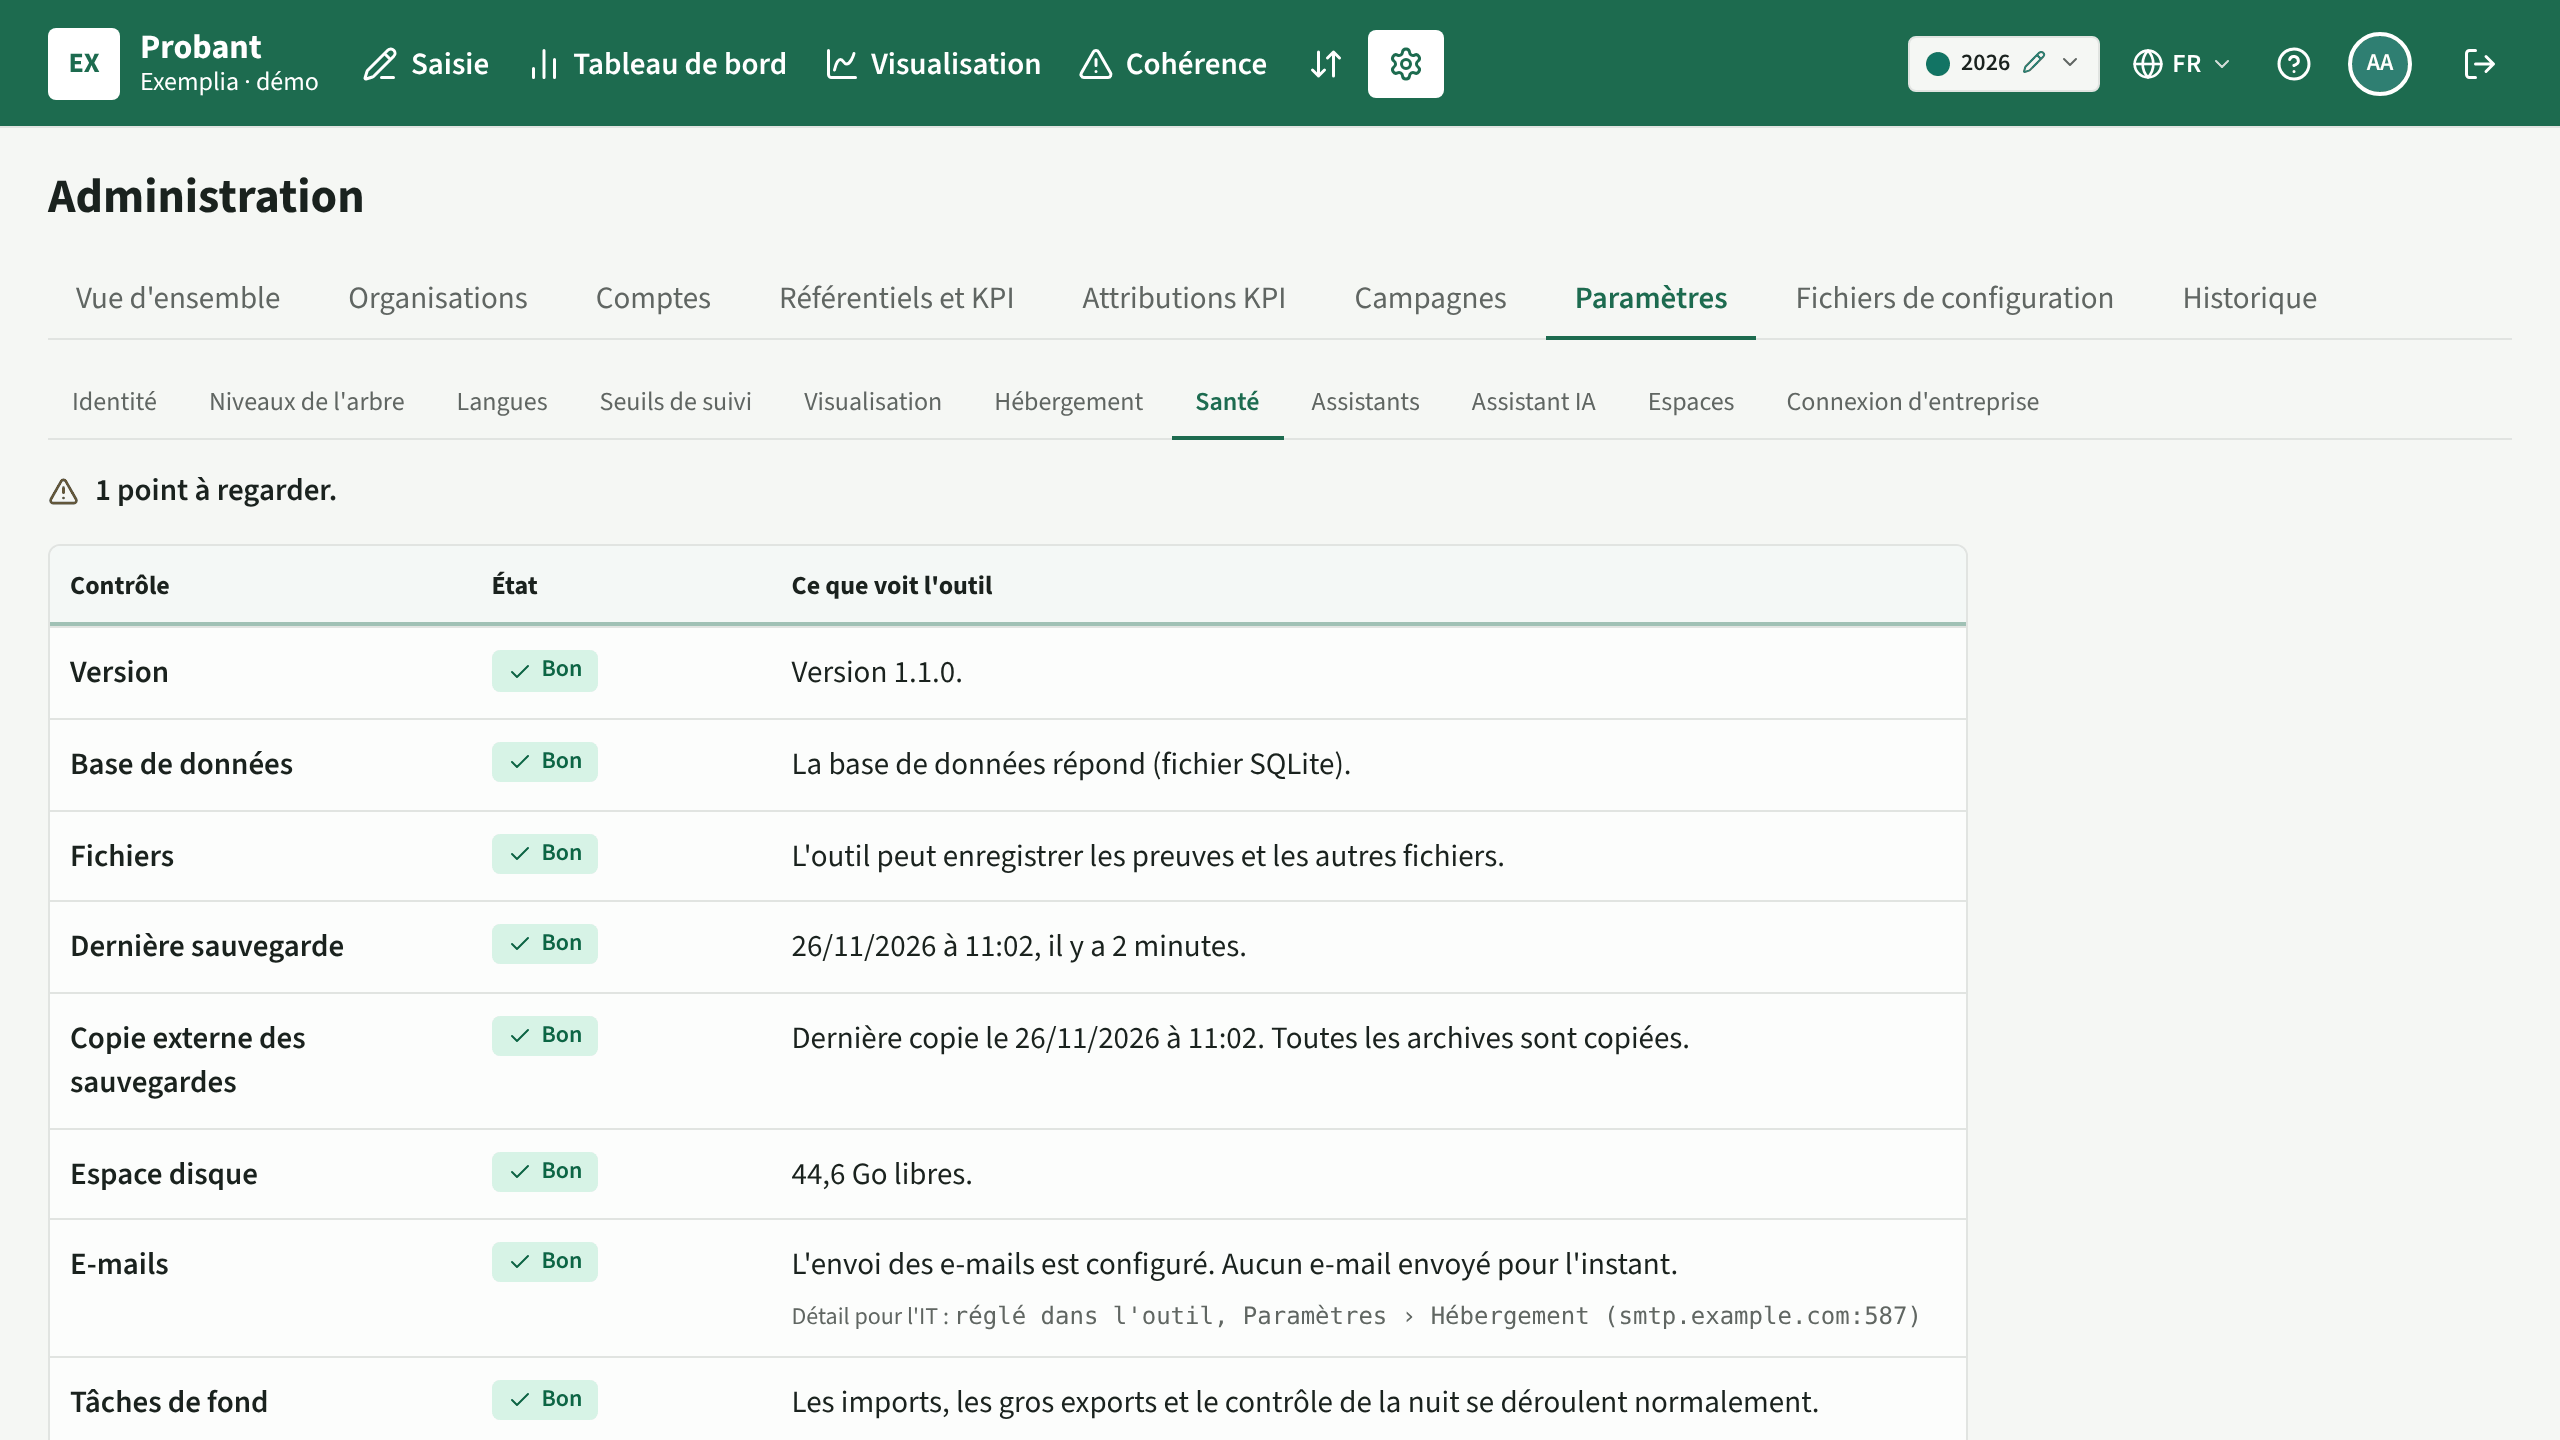 EX
Probant
Exemplia · démo
Saisie
Tableau de bord
Visualisation
Cohérence
2026
FR
AA
Administration
Vue d'ensemble
Organisations
Comptes
Référentiels et KPI
Attributions KPI
Campagnes
Paramètres
Fichiers de configuration
Historique
Identité
Niveaux de l'arbre
Langues
Seuils de suivi
Visualisation
Hébergement
Santé
Assistants
Assistant IA
Espaces
Connexion d'entreprise
1 point à regarder.
Contrôle
État
Ce que voit l'outil
Version
Bon
Version 1.1.0.
Base de données
Bon
La base de données répond (fichier SQLite).
Fichiers
Bon
L'outil peut enregistrer les preuves et les autres fichiers.
Dernière sauvegarde
Bon
26/11/2026 à 11:02, il y a 2 minutes.
Copie externe des
sauvegardes
Bon
Dernière copie le 26/11/2026 à 11:02. Toutes les archives sont copiées.
Espace disque
Bon
44,6 Go libres.
E-mails
Bon
L'envoi des e-mails est configuré. Aucun e-mail envoyé pour l'instant.
Détail pour l'IT : réglé dans l'outil, Paramètres › Hébergement (smtp.example.com:587)
Tâches de fond
Bon
Les imports, les gros exports et le contrôle de la nuit se déroulent normalement.